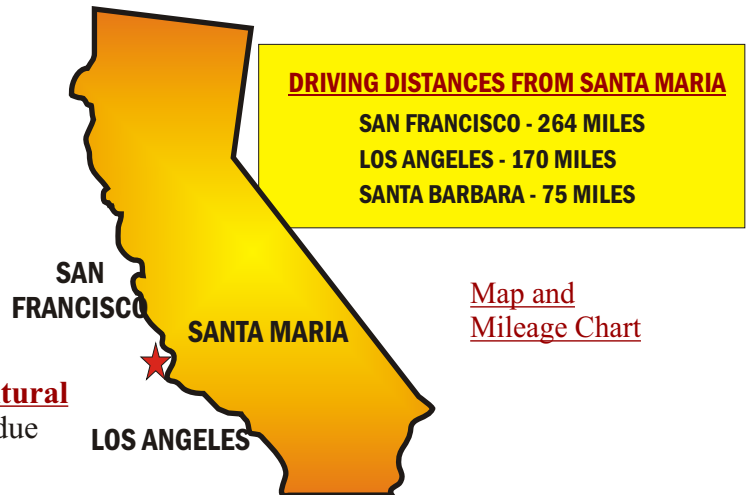 DRIVING DISTANCES FROM SANTA MARIA
SAN FRANCISCO - 264 MILES
LOS ANGELES - 170 MILES
SANTA BARBARA - 75 MILES
SAN
FRANCISCO
SANTA MARIA
Map and
Mileage Chart
tural
due
LOS ANGELES